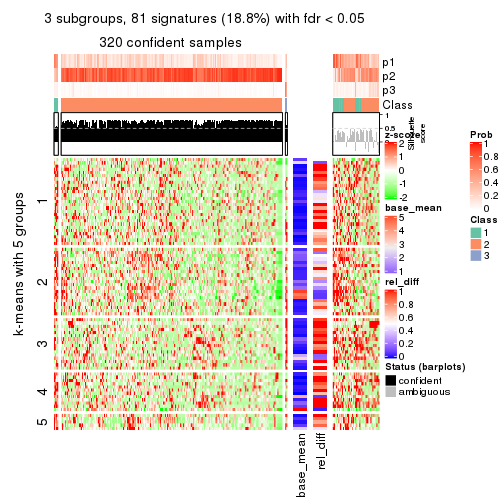 3 subgroups, 81 signatures (18.8%) with fdr < 0.05
320 confident samples
p1
p2
p3
Class
1
0.5
0
Silhouette
score
k-means with 5 groups
1
2
3
4
5
base_mean
rel_diff
z-score
2
1
0
-1
-2
base_mean
5
4
3
2
1
rel_diff
1
0.8
0.6
0.4
0.2
0
Status (barplots)
confident
ambiguous
Prob
1
0.8
0.6
0.4
0.2
0
Class
1
2
3